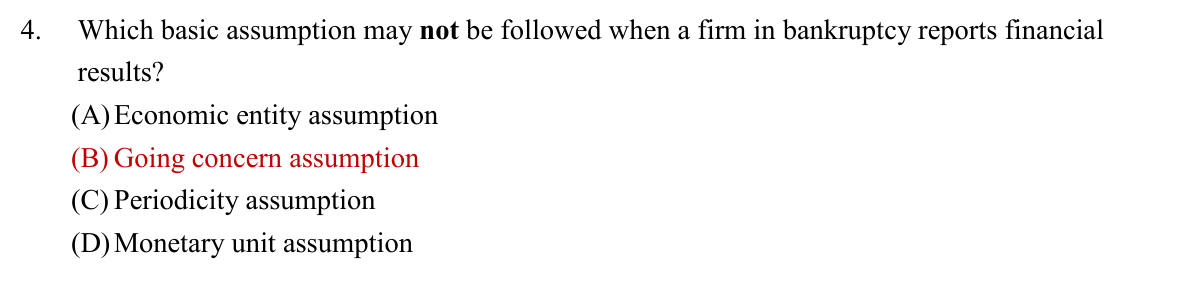 4. Which basic assumption may not be followed when a firm in bankruptcy reports financial
results?
(A) Economic entity assumption
(B) Going concern assumption
(C) Periodicity assumption
(D) Monetary unit assumption